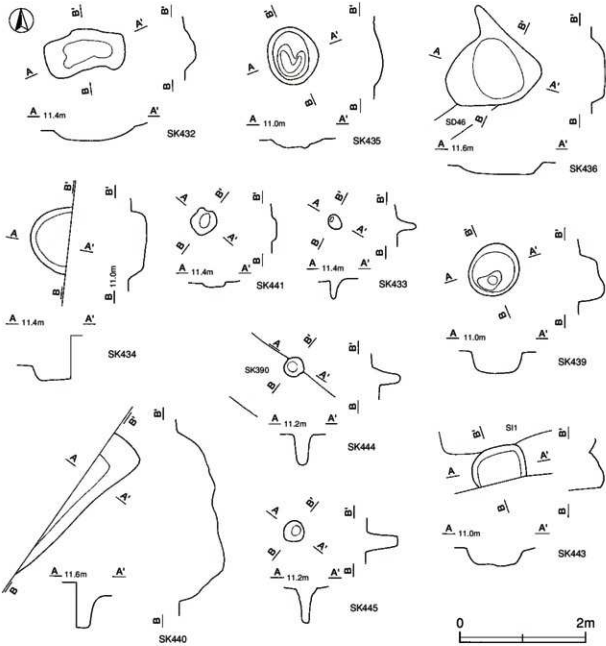 B'
A'
A
B
A 11.4m A'
SK432
B'
B
B'
A'
A
B
A 11.0m A'
SK435
B'
B
B'
A
A'
SD46
B
A 11.6m A'
SK436
B'
B
B'
A
A'
B
A 11.4m A'
SK434
B'
B 11.0m
A
B'
B
A'
A 11.4m A'
SK441
B'
B
A
B'
B
A'
A 11.4m A'
SK433
B'
B
B'
A'
A
B
A 11.0m A'
SK439
B'
B
SK390
A
B'
A'
B
A 11.2m A'
SK444
B'
B
B'
A
A'
B
A 11.6m A'
SK440
B'
B
A
B'
B
A'
A 11.2m A'
SK445
B'
B
SI1
B'
A
A'
B
A 11.0m A'
SK443
B'
B
0 2m